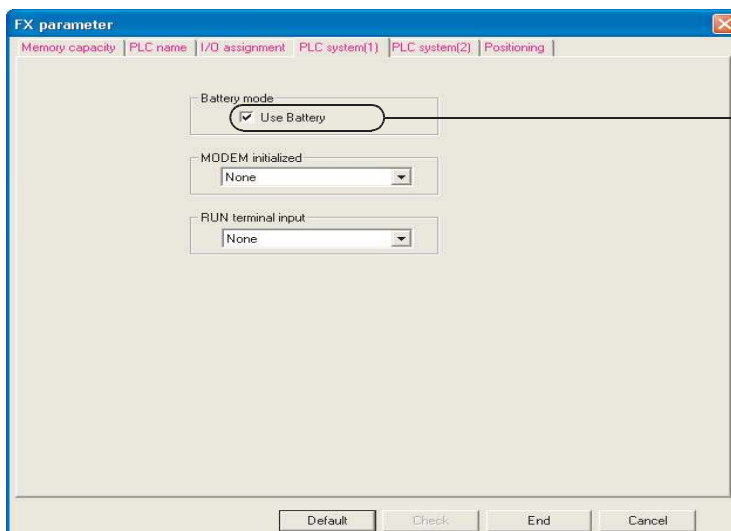 FX parameter
Memory capacity PLC name I/O assignment PLC system(1) PLC system(2) Positioning
Battery mode
Use Battery
MODEM initialized
None
RUN terminal input
None
Default Check End Cancel